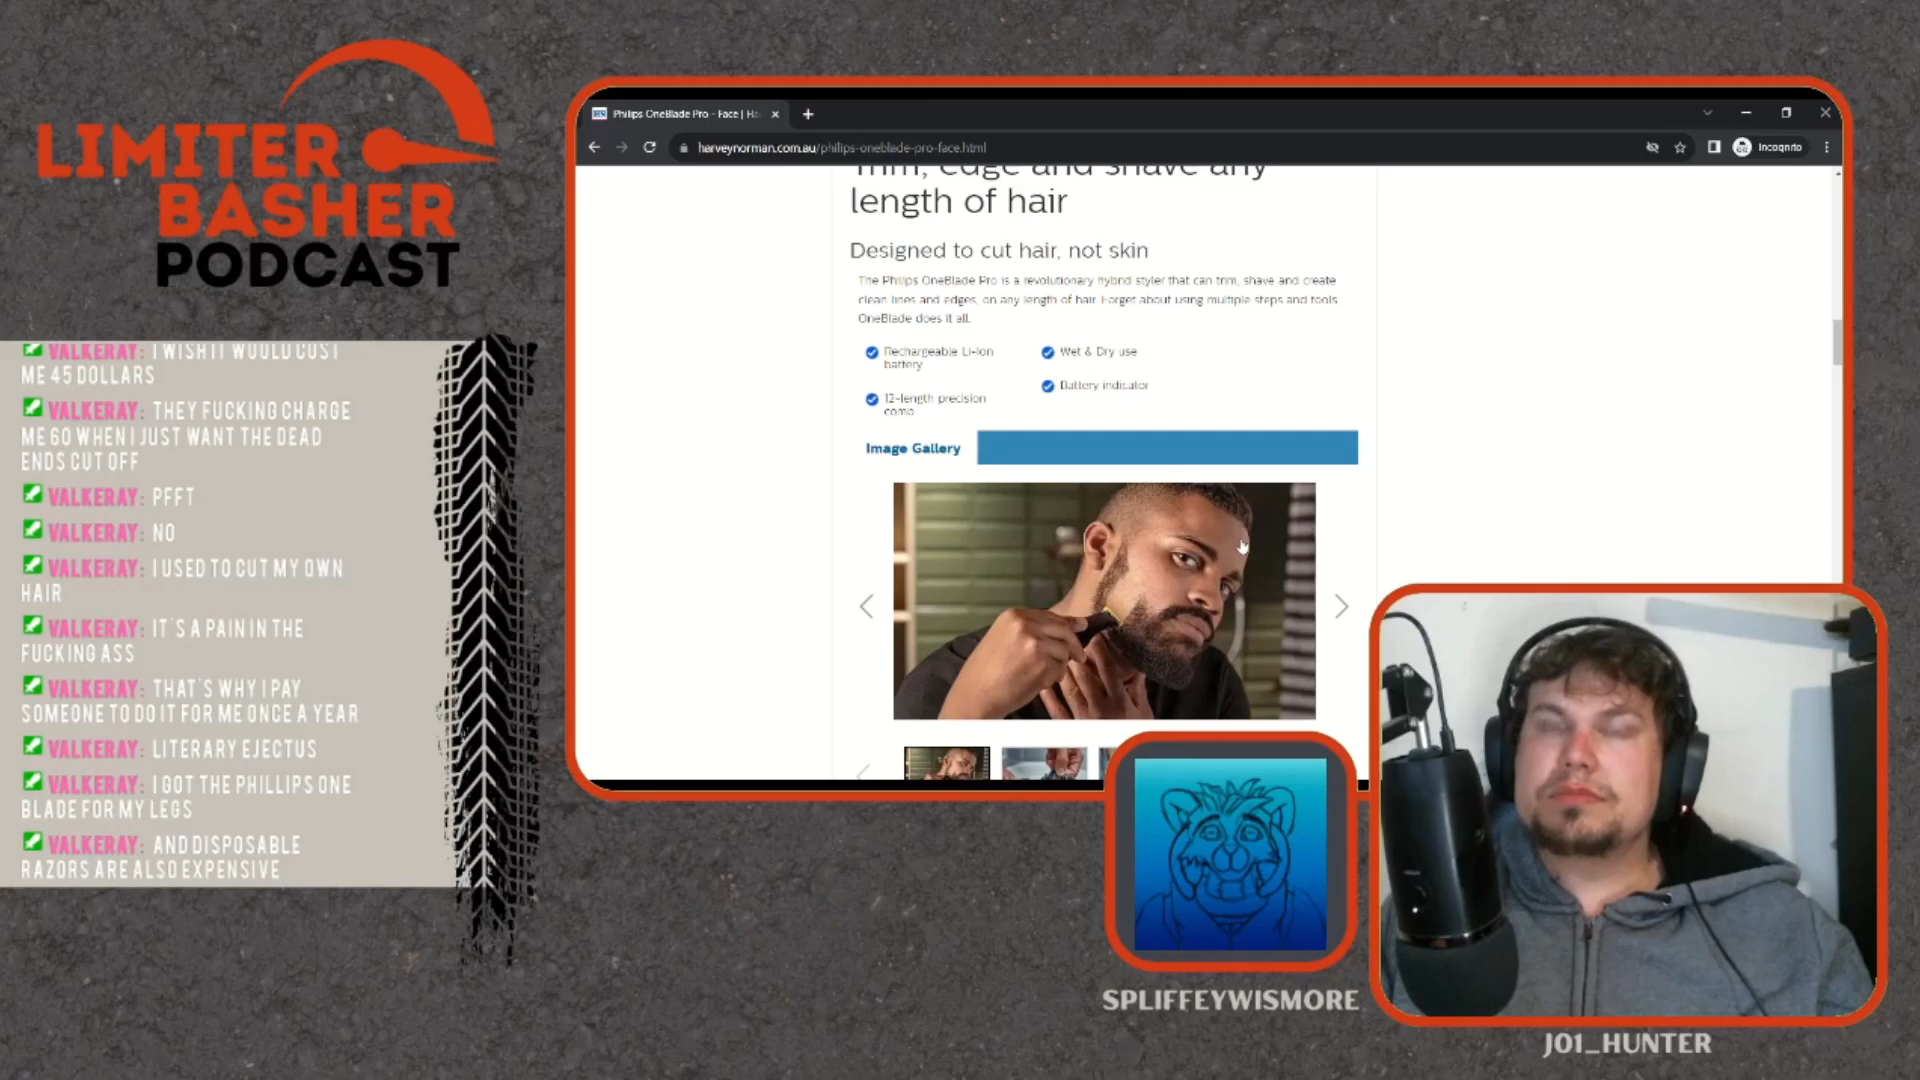 LIMITER
BASHER
PODCAST
VALKERAY: I WISH IT WOULD COST
ME 45 DOLLARS
VALKERAY: THEY FUCKING CHARGE
ME 60 WHEN I JUST WANT THE DEAD
ENDS CUT OFF
VALKERAY: PFFT
VALKERAY: NO
VALKERAY: I USED TO CUT MY OWN
HAIR
VALKERAY: IT'S A PAIN IN THE
FUCKING ASS
VALKERAY: THAT'S WHY I PAY
SOMEONE TO DO IT FOR ME ONCE A YEAR
VALKERAY: LITERARY EJECTUS
VALKERAY: I GOT THE PHILLIPS ONE
BLADE FOR MY LEGS
VALKERAY: AND DISPOSABLE
RAZORS ARE ALSO EXPENSIVE
Philips OneBlade Pro - Face | Ha
harveynorman.com.au/philips-oneblade-pro-face.html
Incognito
Trim, edge and shave any
length of hair
Designed to cut hair, not skin
The Philips OneBlade Pro is a revolutionary hybrid styler that can trim, shave and create
clean lines and edges, on any length of hair. Forget about using multiple steps and tools
OneBlade does it all.
Rechargeable Li-Ion
battery
Wet & Dry use
12-length precision
comb
Battery indicator
Image Gallery
SPLIFFEYWISMORE
JO1_HUNTER